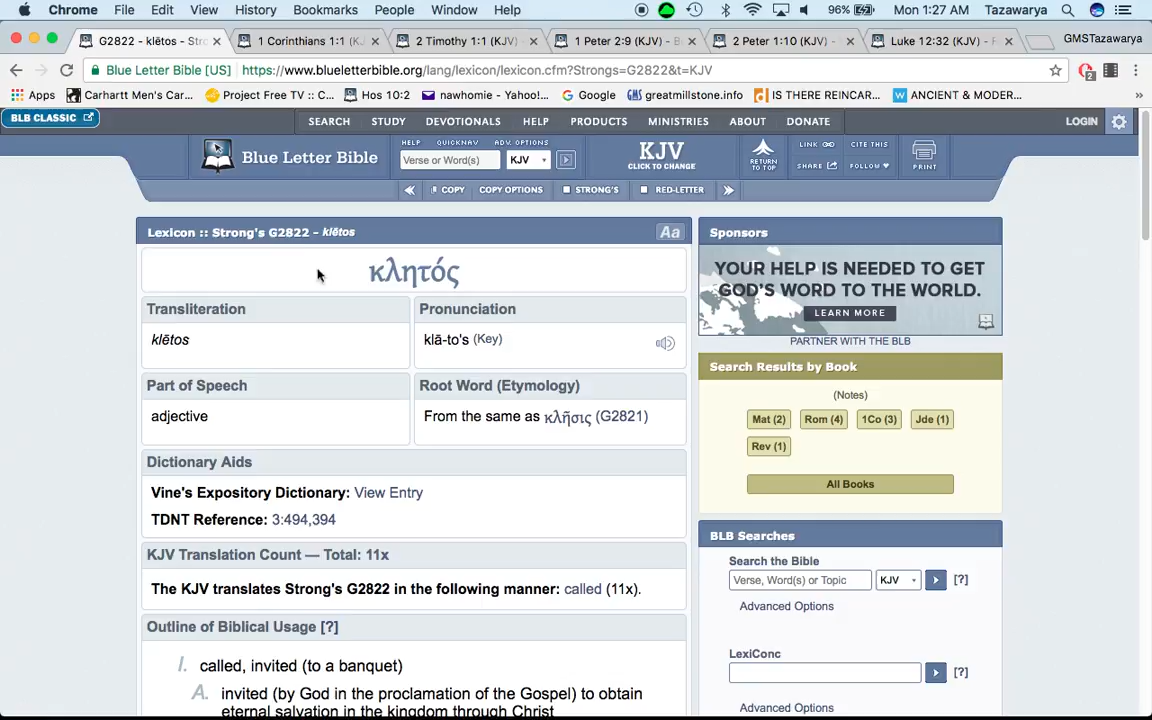 Chrome File Edit View History Bookmarks People Window Help 96% Mon 1:27 AM Tazawarya
G2822 - klētos - Str × 1 Corinthians 1:1 (KJV) × 2 Timothy 1:1 (KJV) × 1 Peter 2:9 (KJV) - B × 2 Peter 1:10 (KJV) × Luke 12:32 (KJV) × GMSTazawarya
Blue Letter Bible [US] https://www.blueletterbible.org/lang/lexicon/lexicon.cfm?Strongs=G2822&t=KJV
Apps Carhartt Men's Car... Project Free TV :: C... Hos 10:2 nawhomie - Yahoo!... Google greatmillstone.info IS THERE REINCAR... ANCIENT & MODER... »
BLB CLASSIC
SEARCH STUDY DEVOTIONALS HELP PRODUCTS MINISTRIES ABOUT DONATE LOGIN
HELP QUICKNAV ADV. OPTIONS
Blue Letter Bible Verse or Word(s) KJV
KJV CLICK TO CHANGE
RETURN TO TOP
LINK CITE THIS
SHARE FOLLOW PRINT
COPY COPY OPTIONS STRONG'S RED-LETTER
Lexicon :: Strong's G2822 - klētos Aa
κλητός
Transliteration
klētos
Pronunciation
klā-to's (Key)
Part of Speech
adjective
Root Word (Etymology)
From the same as κλῆσις (G2821)
Dictionary Aids
Vine's Expository Dictionary: View Entry
TDNT Reference: 3:494,394
KJV Translation Count — Total: 11x
The KJV translates Strong's G2822 in the following manner: called (11x).
Outline of Biblical Usage [?]
I. called, invited (to a banquet)
A. invited (by God in the proclamation of the Gospel) to obtain
eternal salvation in the kingdom through Christ
Sponsors
YOUR HELP IS NEEDED TO GET
GOD'S WORD TO THE WORLD.
LEARN MORE
PARTNER WITH THE BLB
Search Results by Book
(Notes)
Mat (2) Rom (4) 1Co (3) Jde (1)
Rev (1)
All Books
BLB Searches
Search the Bible
Verse, Word(s) or Topic KJV [?]
Advanced Options
LexiConc
[?]
Advanced Options